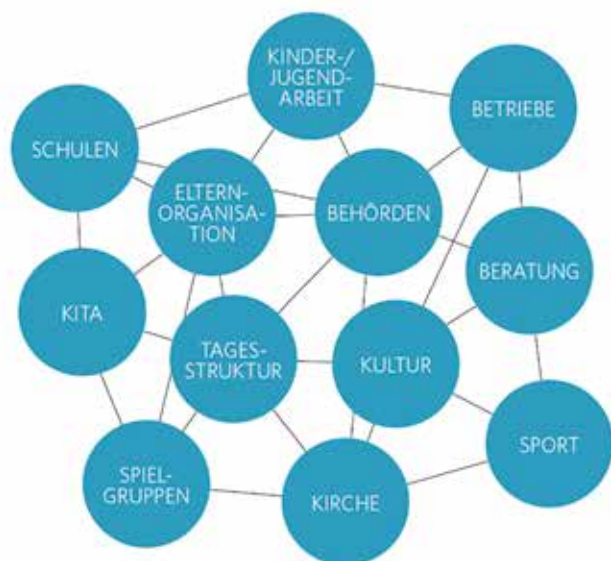 KINDER-/
JUGEND-
ARBEIT
BETRIEBE
SCHULEN
ELTERN-
ORGANISA-
TION
BEHÖRDEN
BERATUNG
KITA
TAGES-
STRUKTUR
KULTUR
SPORT
SPIEL-
GRUPPEN
KIRCHE